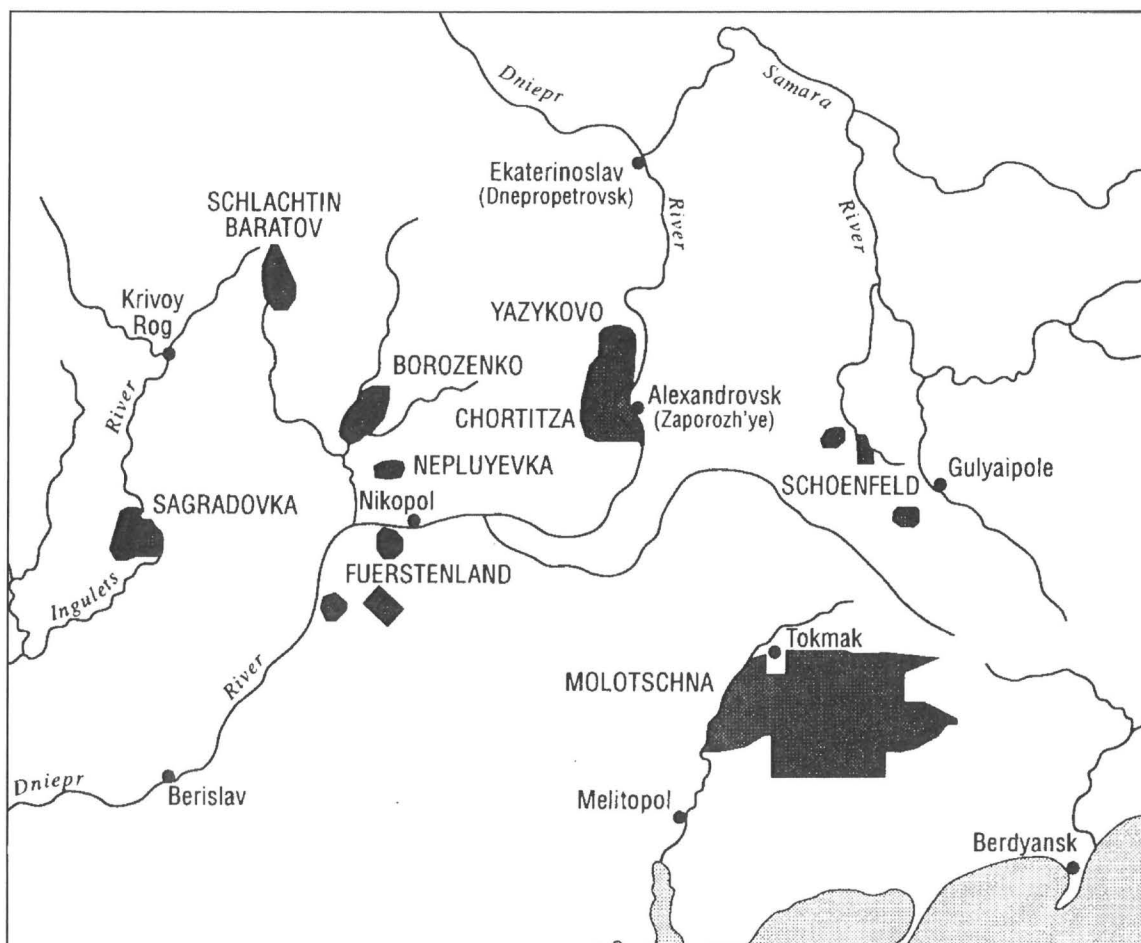 Dniepr
Samara
Ekaterinoslav
(Dnepropetrovsk)
River
River
SCHLACHTIN
BARATOV
Krivoy
Rog
YAZYKOVO
BOROZENKO
River
CHORTITZA
Alexandrovsk
(Zaporozh'ye)
NEPLUYEVKA
Nikopol
SCHOENFELD
Gulyaipole
SAGRADOVKA
FUERSTENLAND
Ingulets
River
Tokmak
MOLOTSCHNA
Dniepr
Berislav
Melitopol
Berdyansk